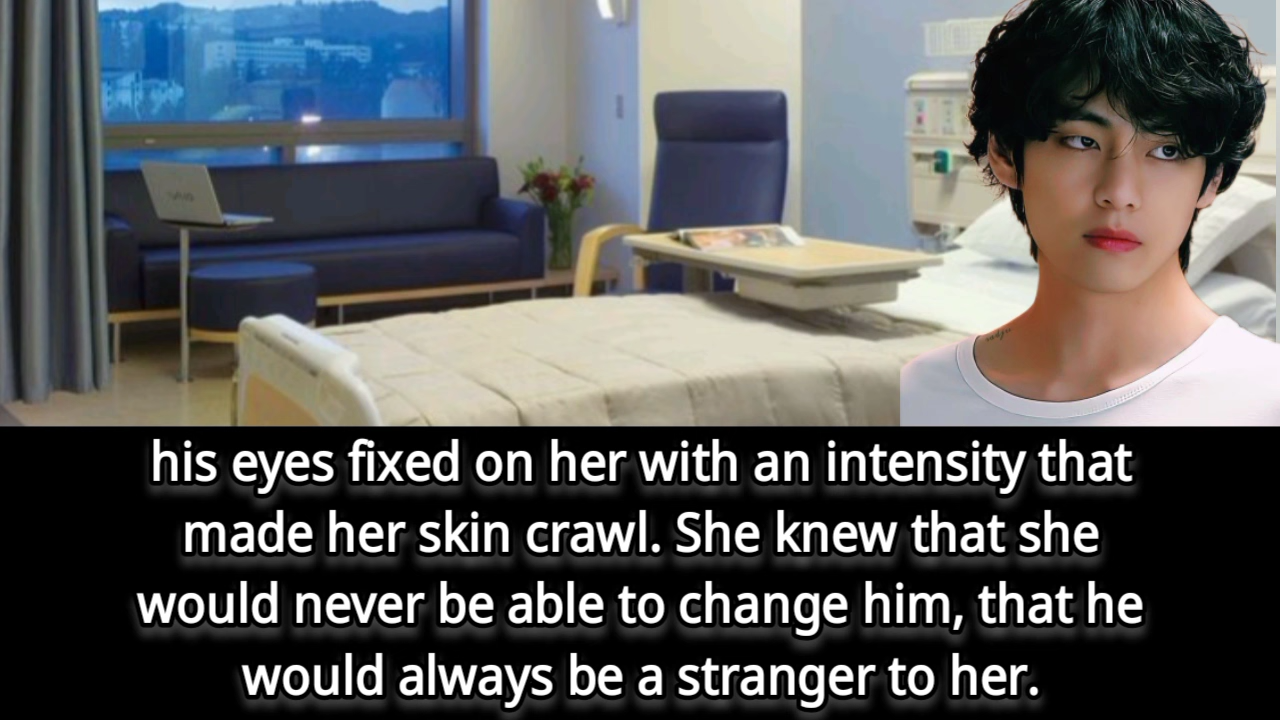 VAIO
his eyes fixed on her with an intensity that
made her skin crawl. She knew that she
would never be able to change him, that he
would always be a stranger to her.